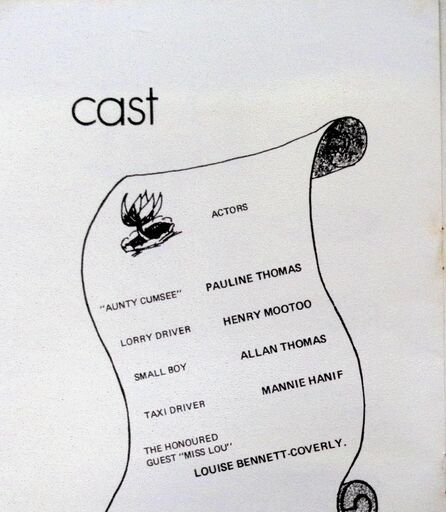 cast
ACTORS
"AUNTY CUMSEE" PAULINE THOMAS
LORRY DRIVER HENRY MOOTOO
SMALL BOY ALLAN THOMAS
TAXI DRIVER MANNIE HANIF
THE HONOURED
GUEST "MISS LOU" LOUISE BENNETT-COVERLY.